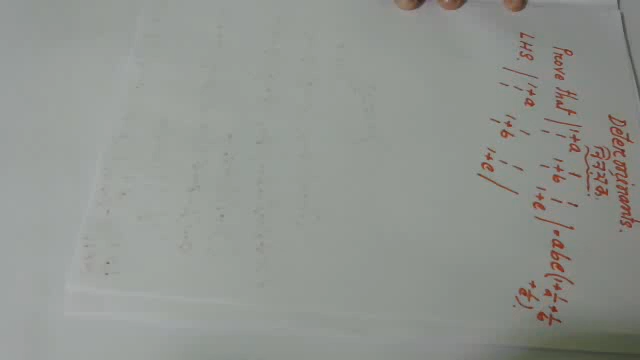 Determinants.
Prove that | 1+a 1 1
1 1+b 1
1 1 1+c | = abc(1+1/a+1/b
+1/c).
LHS. | 1+a 1 1
1 1+b 1
1 1 1+c |